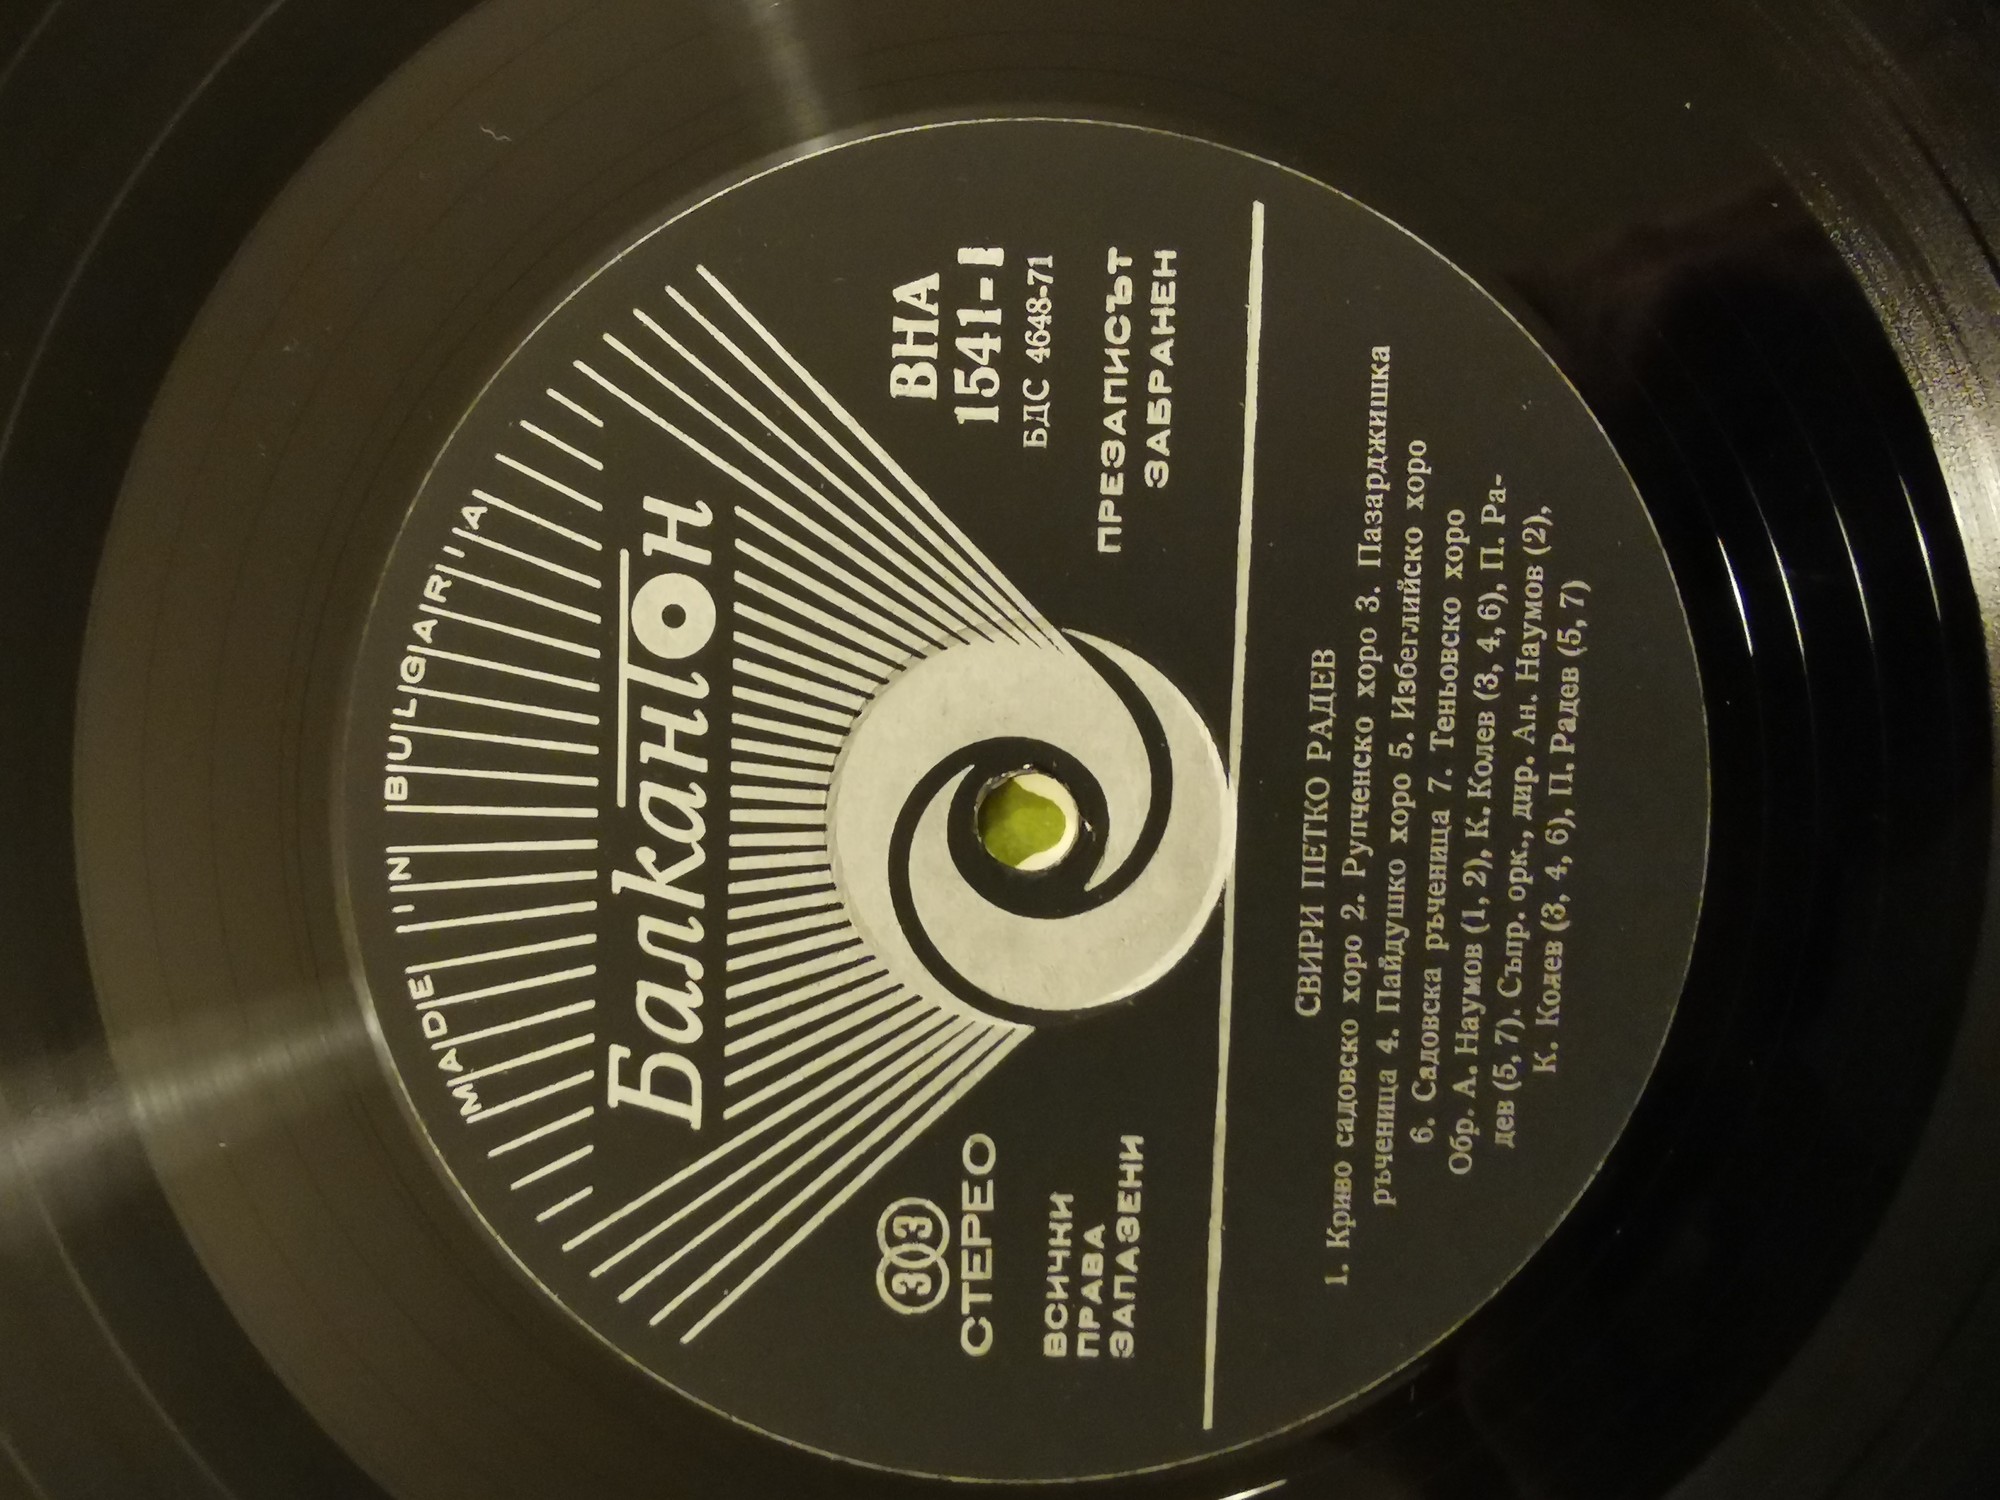 MADE IN BULGARIA
Балкантон
33
СТЕРЕО
ВСИЧКИ
ПРАВА
ЗАПАЗЕНИ
ВНА
1541-I
БДС 4648-71
ПРЕЗАПИСЪТ
ЗАБРАНЕН
СВИРИ ПЕТКО РАДЕВ
1. Криво садовско хоро 2. Рупченско хоро 3. Пазарджишка
ръченица 4. Пайдушко хоро 5. Избеглийско хоро
6. Садовска ръченица 7. Теньовско хоро
Обр. А. Наумов (1, 2), К. Колев (3, 4, 6), П. Ра-
дев (5, 7). Съпр. орк., дир. Ан. Наумов (2),
К. Колев (3, 4, 6), П. Радев (5, 7)